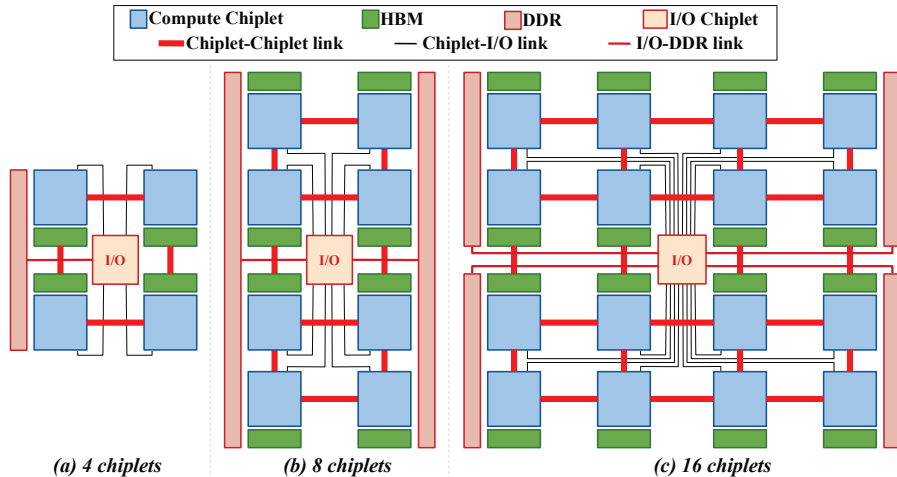 Compute Chiplet HBM DDR I/O Chiplet
Chiplet-Chiplet link Chiplet-I/O link I/O-DDR link
I/O I/O I/O
(a) 4 chiplets (b) 8 chiplets (c) 16 chiplets